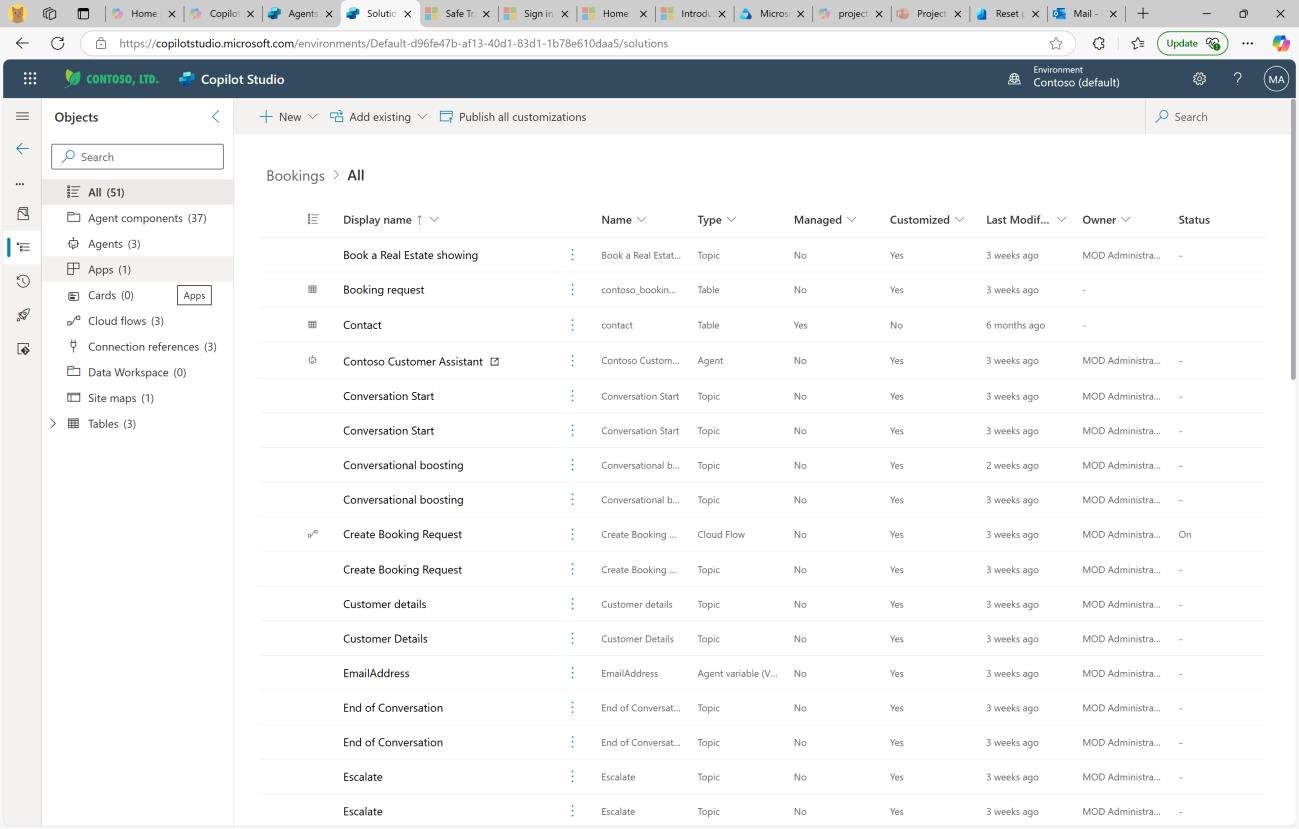 Home
Copilot
Agents
Solutio
Safe Tr
Sign in
Home
Introdu
Micros
project
Project
Reset p
Mail -
https://copilotstudio.microsoft.com/environments/Default-d96fe47b-af13-40d1-83d1-1b78e610daa5/solutions
Update
CONTOSO, LTD.
Copilot Studio
Environment
Contoso (default)
?
MA
Objects
Search
All (51)
Agent components (37)
Agents (3)
Apps (1)
Cards (0)
Apps
Cloud flows (3)
Connection references (3)
Data Workspace (0)
Site maps (1)
Tables (3)
New
Add existing
Publish all customizations
Search
Bookings > All
Display name ↑ Name Type Managed Customized Last Modif... Owner Status
Book a Real Estate showing Book a Real Estat... Topic No Yes 3 weeks ago MOD Administra... -
Booking request contoso_bookin... Table No Yes 3 weeks ago -
Contact contact Table Yes No 6 months ago -
Contoso Customer Assistant Contoso Custom... Agent No Yes 3 weeks ago MOD Administra... -
Conversation Start Conversation Start Topic No Yes 3 weeks ago MOD Administra... -
Conversation Start Conversation Start Topic No Yes 3 weeks ago MOD Administra... -
Conversational boosting Conversational b... Topic No Yes 2 weeks ago MOD Administra... -
Conversational boosting Conversational b... Topic No Yes 3 weeks ago MOD Administra... -
Create Booking Request Create Booking ... Cloud Flow No Yes 3 weeks ago MOD Administra... On
Create Booking Request Create Booking ... Topic No Yes 3 weeks ago MOD Administra... -
Customer details Customer details Topic No Yes 3 weeks ago MOD Administra... -
Customer Details Customer Details Topic No Yes 3 weeks ago MOD Administra... -
EmailAddress EmailAddress Agent variable (V... No Yes 3 weeks ago MOD Administra... -
End of Conversation End of Conversat... Topic No Yes 3 weeks ago MOD Administra... -
End of Conversation End of Conversat... Topic No Yes 3 weeks ago MOD Administra... -
Escalate Escalate Topic No Yes 3 weeks ago MOD Administra... -
Escalate Escalate Topic No Yes 3 weeks ago MOD Administra... -